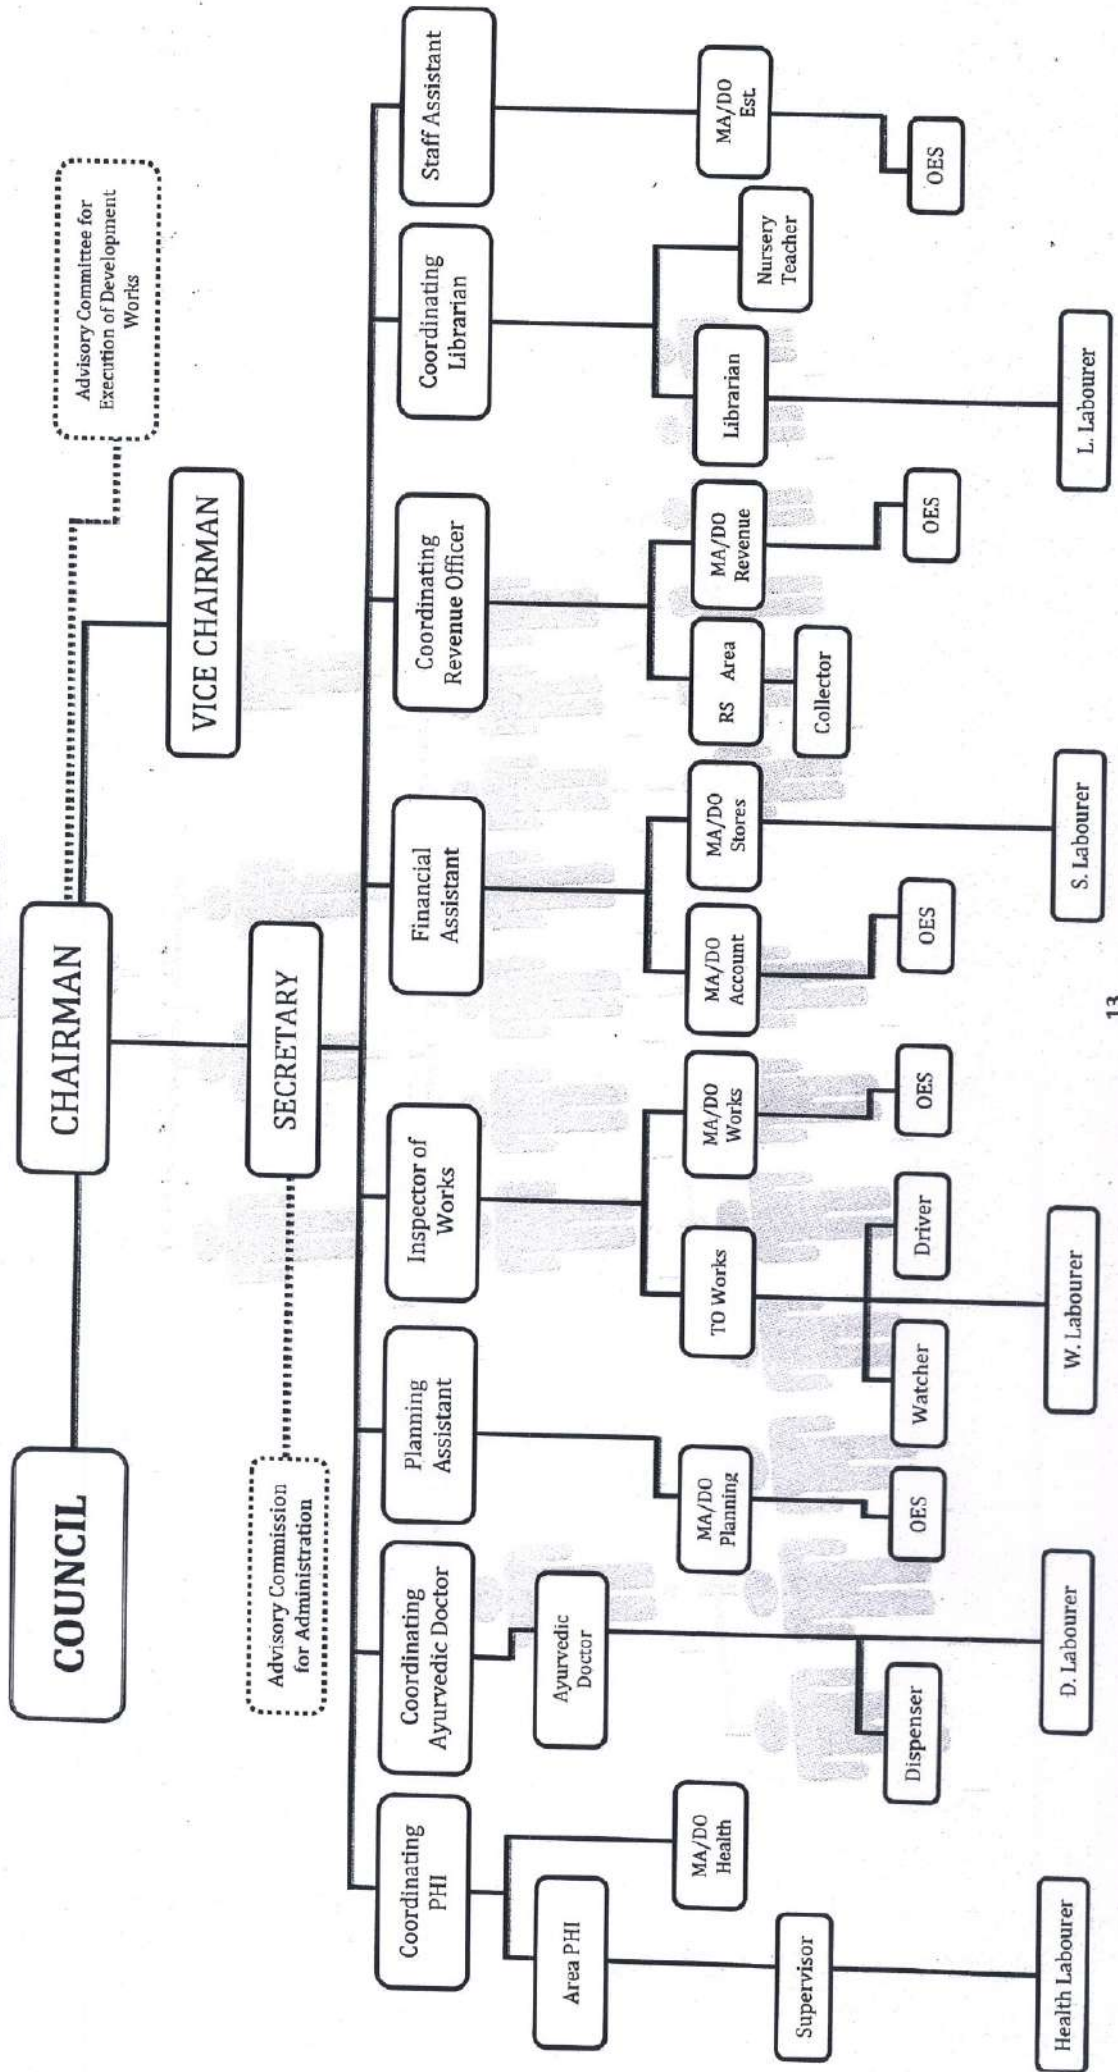 COUNCIL
CHAIRMAN
Advisory Committee for
Execution of Development
Works
VICE CHAIRMAN
Advisory Commission
for Administration
SECRETARY
Coordinating
PHI
Coordinating
Ayurvedic Doctor
Planning
Assistant
Inspector of
Works
Financial
Assistant
Coordinating
Revenue Officer
Coordinating
Librarian
Staff Assistant
Area PHI
Ayurvedic
Doctor
MA/DO
Health
MA/DO
Planning
TO Works
MA/DO
Works
MA/DO
Account
MA/DO
Stores
RS Area
MA/DO
Revenue
Librarian
Nursery
Teacher
MA/DO
Est.
Supervisor
Collector
Dispenser
OES
Watcher
Driver
OES
OES
OES
OES
Health Labourer
D. Labourer
W. Labourer
S. Labourer
L. Labourer
13